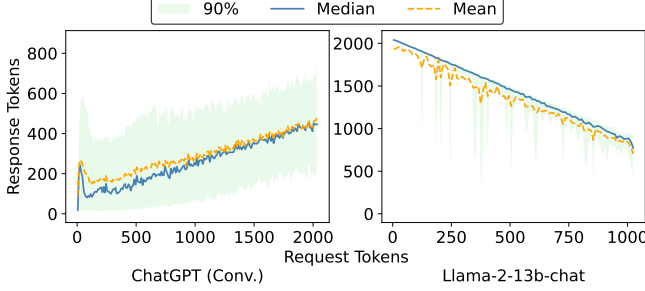 90% Median Mean
Response Tokens
800
600
400
200
0
0 500 1000 1500 2000
2000
1500
1000
500
0
0 250 500 750 1000
Request Tokens
ChatGPT (Conv.) Llama-2-13b-chat